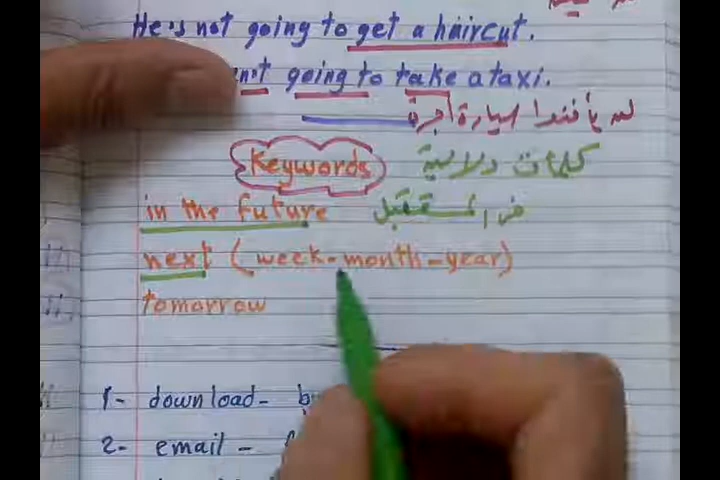 He's not going to get a haircut.
n't going to take a taxi.
لن يأخذوا سيارة أجرة
Keywords كلمات دلالية
in the future في المستقبل
next (week-month-year)
tomorrow
1- download-
2- email -